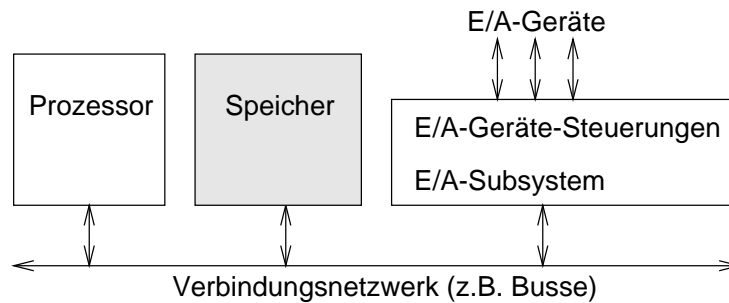 E/A-Geräte
Prozessor
Speicher
E/A-Geräte-Steuerungen
E/A-Subsystem
Verbindungsnetzwerk (z.B. Busse)